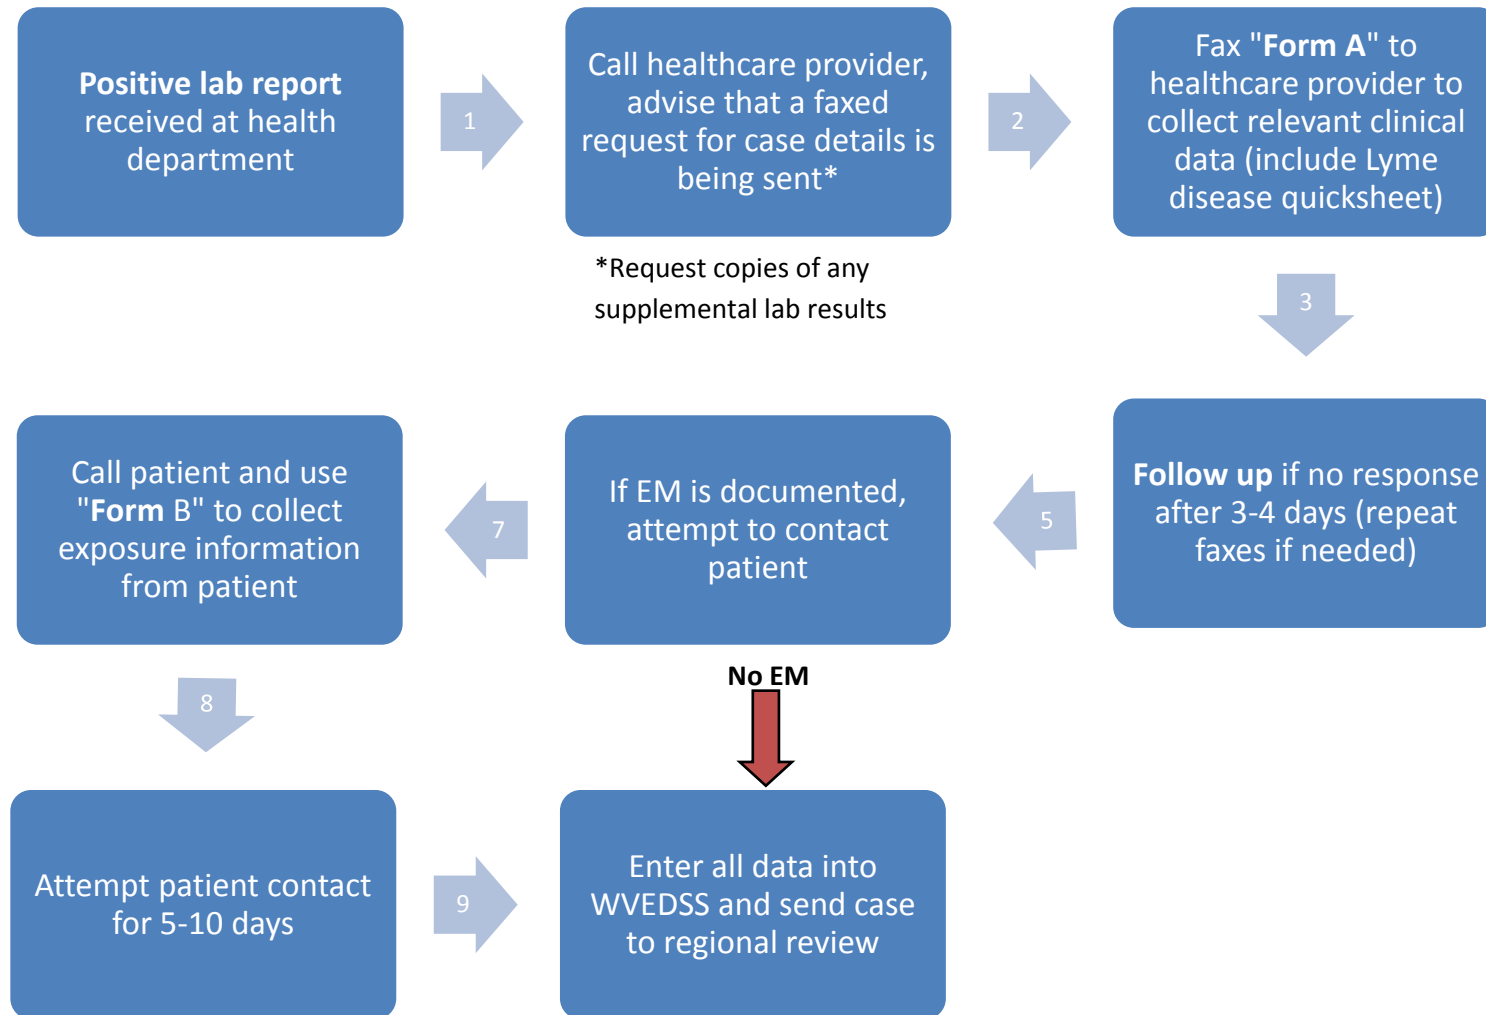 Positive lab report
received at health
department
1
Call healthcare provider,
advise that a faxed
request for case details is
being sent*
2
Fax "Form A" to
healthcare provider to
collect relevant clinical
data (include Lyme
disease quicksheet)
*Request copies of any
supplemental lab results
3
Follow up if no response
after 3-4 days (repeat
faxes if needed)
5
If EM is documented,
attempt to contact
patient
7
Call patient and use
"Form B" to collect
exposure information
from patient
No EM
8
Attempt patient contact
for 5-10 days
9
Enter all data into
WVEDSS and send case
to regional review